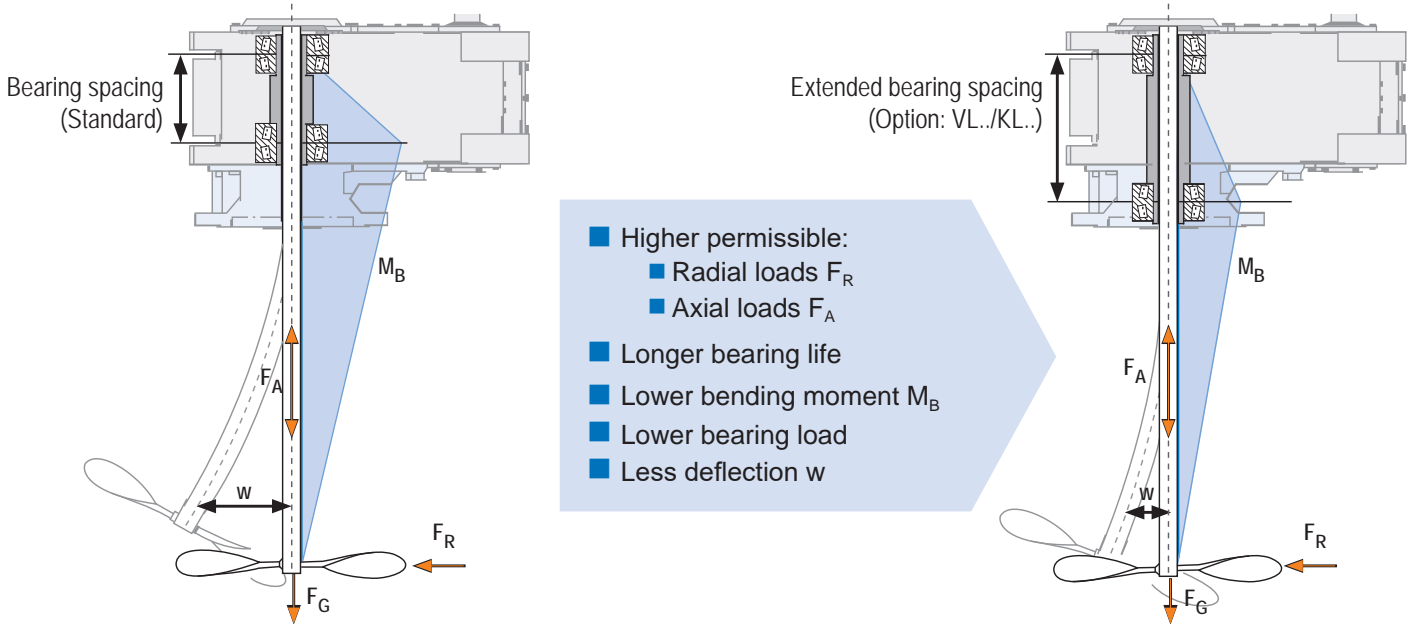 Bearing spacing
(Standard)
M_B
F_A
w
F_R
F_G
Higher permissible:
Radial loads F_R
Axial loads F_A
Longer bearing life
Lower bending moment M_B
Lower bearing load
Less deflection w
Extended bearing spacing
(Option: VL../KL..)
M_B
F_A
w
F_R
F_G